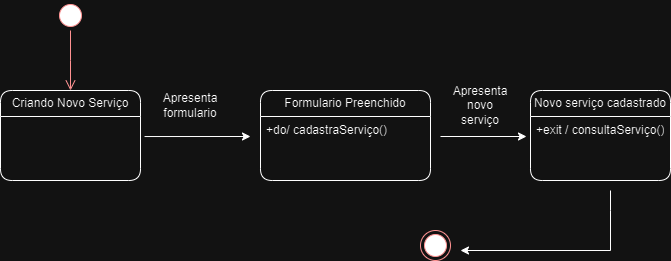 Criando Novo Serviço
Apresenta
formulario
Formulario Preenchido
+do/ cadastraServiço()
Apresenta
novo
serviço
Novo serviço cadastrado
+exit / consultaServiço()